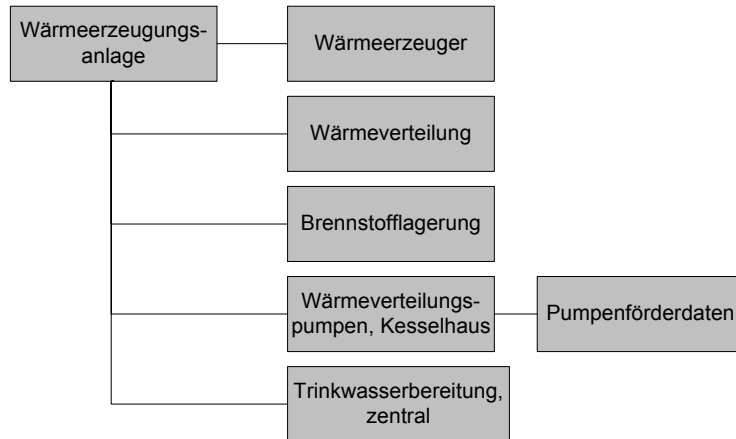 Wärmeerzeugungs-
anlage
Wärmeerzeuger
Wärmeverteilung
Brennstofflagerung
Wärmeverteilungs-
pumpen, Kesselhaus
Pumpenförderdaten
Trinkwasserbereitung,
zentral